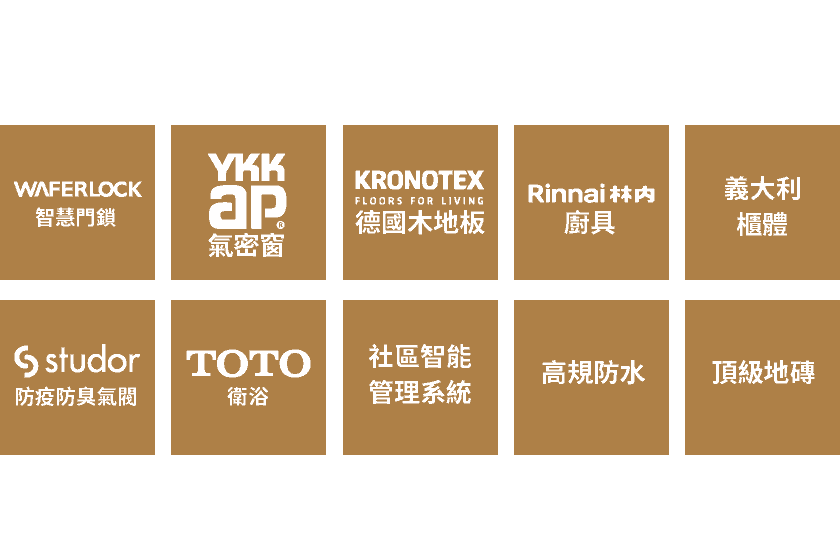 WAFERLOCK
智慧門鎖
YKK
ap®
氣密窗
KRONOTEX
FLOORS FOR LIVING
德國木地板
Rinnai 林内
廚具
義大利
櫃體
studor
防疫防臭氣閥
TOTO
衛浴
社區智能
管理系統
高規防水
頂級地磚